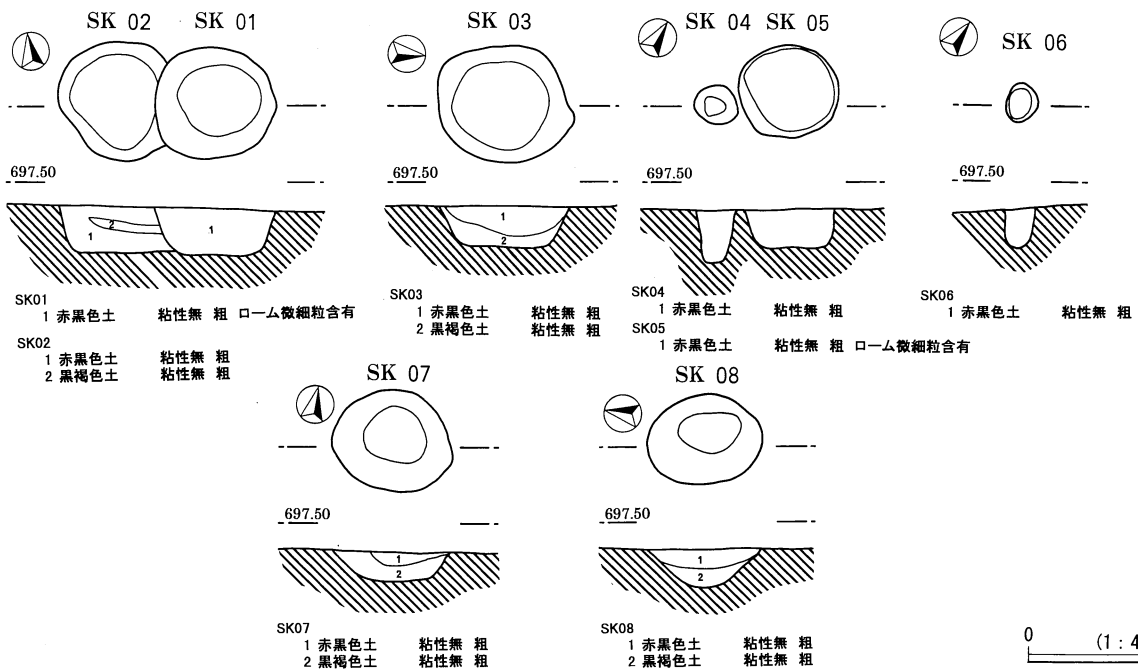 SK 02 SK 01
697.50
2
1
1
SK01
1 赤黒色土 粘性無 粗 ローム微細粒含有
SK02
1 赤黒色土 粘性無 粗
2 黒褐色土 粘性無 粗
SK 03
697.50
1
2
SK03
1 赤黒色土 粘性無 粗
2 黒褐色土 粘性無 粗
SK 04 SK 05
697.50
SK04
1 赤黒色土 粘性無 粗
SK05
1 赤黒色土 粘性無 粗 ローム微細粒含有
SK 06
697.50
SK06
1 赤黒色土 粘性無 粗
SK 07
697.50
1
2
SK07
1 赤黒色土 粘性無 粗
2 黒褐色土 粘性無 粗
SK 08
697.50
1
2
SK08
1 赤黒色土 粘性無 粗
2 黒褐色土 粘性無 粗
0 (1:4